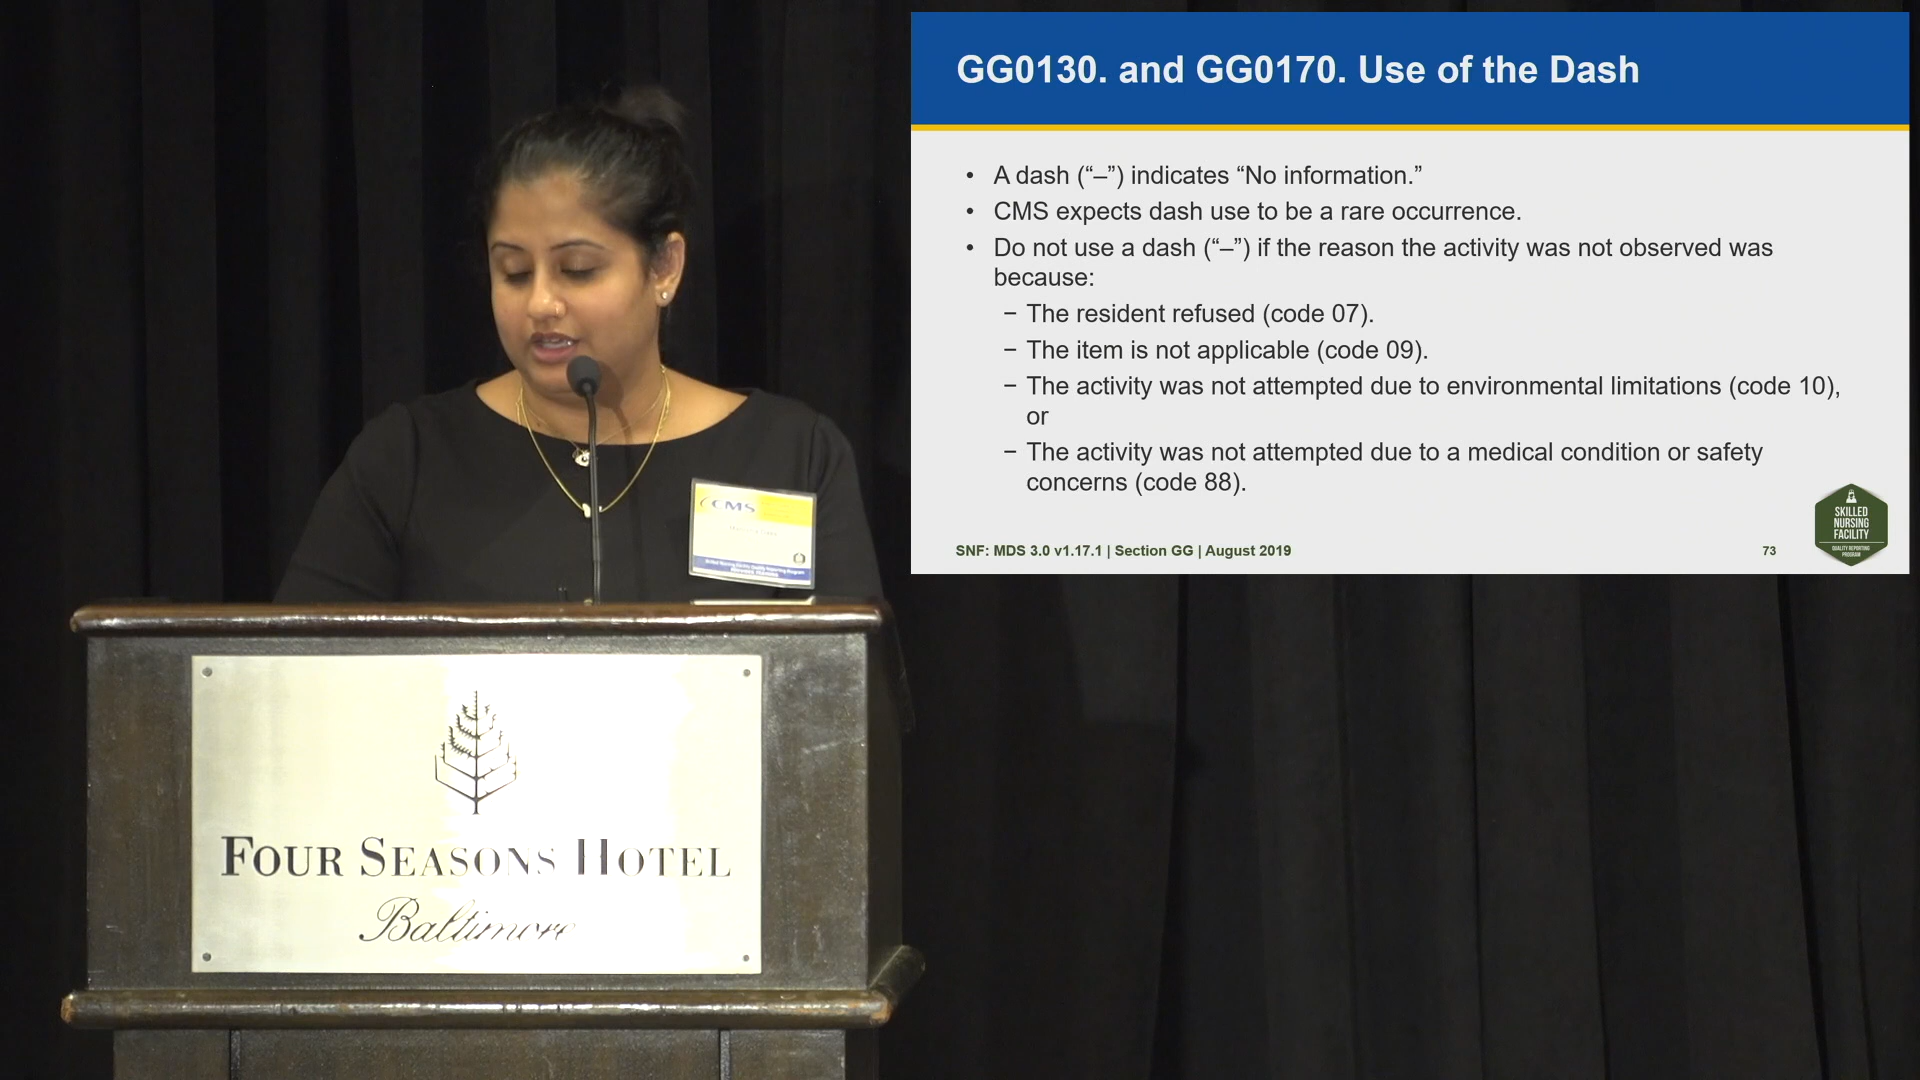 GG0130. and GG0170. Use of the Dash
• A dash (“–”) indicates “No information.”
• CMS expects dash use to be a rare occurrence.
• Do not use a dash (“–”) if the reason the activity was not observed was
because:
− The resident refused (code 07).
− The item is not applicable (code 09).
− The activity was not attempted due to environmental limitations (code 10),
or
− The activity was not attempted due to a medical condition or safety
concerns (code 88).
SNF: MDS 3.0 v1.17.1 | Section GG | August 2019
73
SKILLED
NURSING
FACILITY
QUALITY REPORTING
PROGRAM
CMS
FOUR SEASONS HOTEL
Baltimore